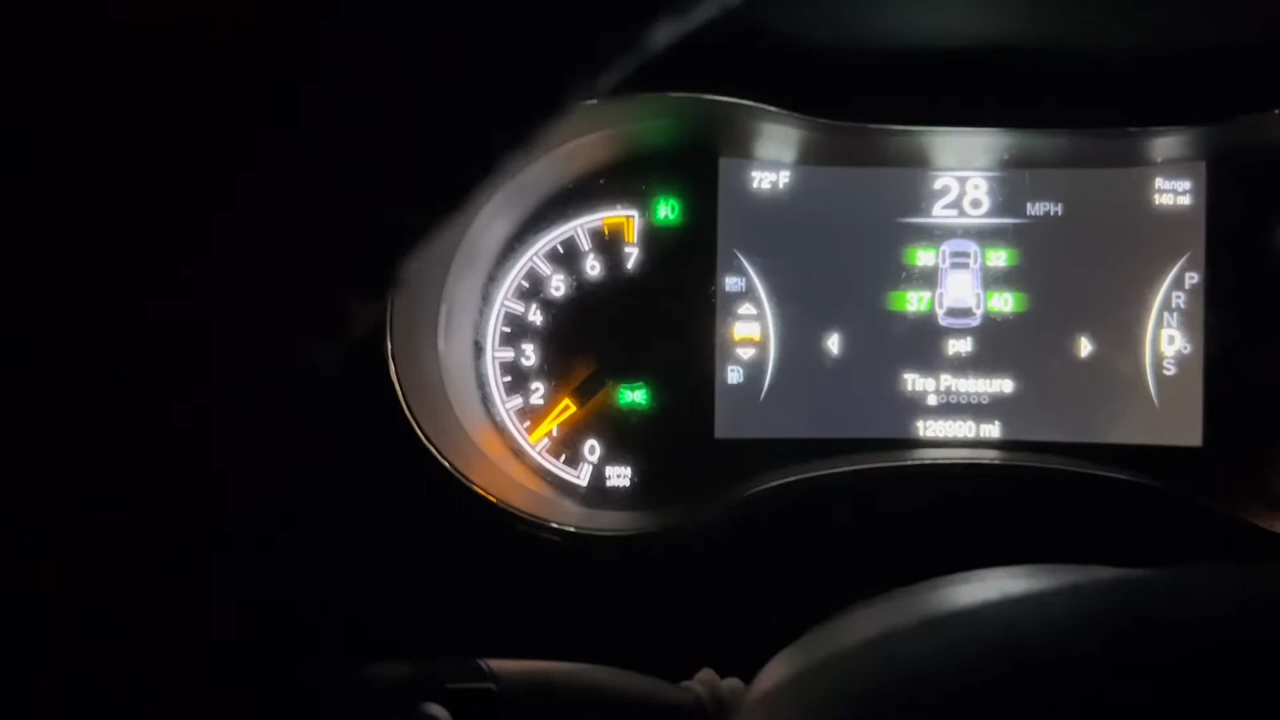 72°F
28 MPH
Range
140 mi
36 32
37 40
psi
Tire Pressure
126990 mi
P
R
N
D
S
7
6
5
4
3
2
1
0
RPM